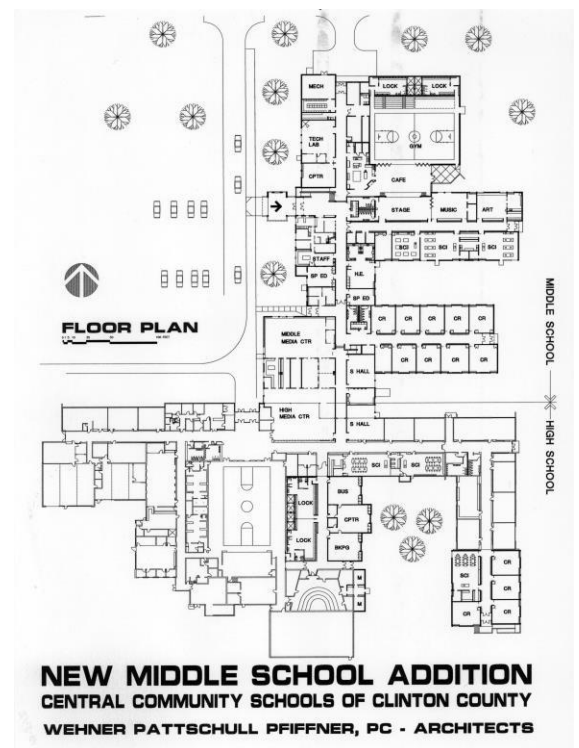 MECH
LOCK LOCK
TECH
LAB
GYM
CPTR
CAFE
STAGE
MUSIC
ART
SCI
SCI
STAFF
H.E.
SP ED
SP ED
CR CR CR CR CR
CR CR CR CR CR
FLOOR PLAN
MIDDLE
MEDIA CTR
S HALL
HIGH
MEDIA CTR
S HALL
MIDDLE SCHOOL
HIGH SCHOOL
SCI SCI
LOCK
BUS
CPTR
LOCK
BKPG
M
M
SCI
CR
CR
CR
CR
NEW MIDDLE SCHOOL ADDITION
CENTRAL COMMUNITY SCHOOLS OF CLINTON COUNTY
WEHNER PATTSCHULL PFIFFNER, PC - ARCHITECTS